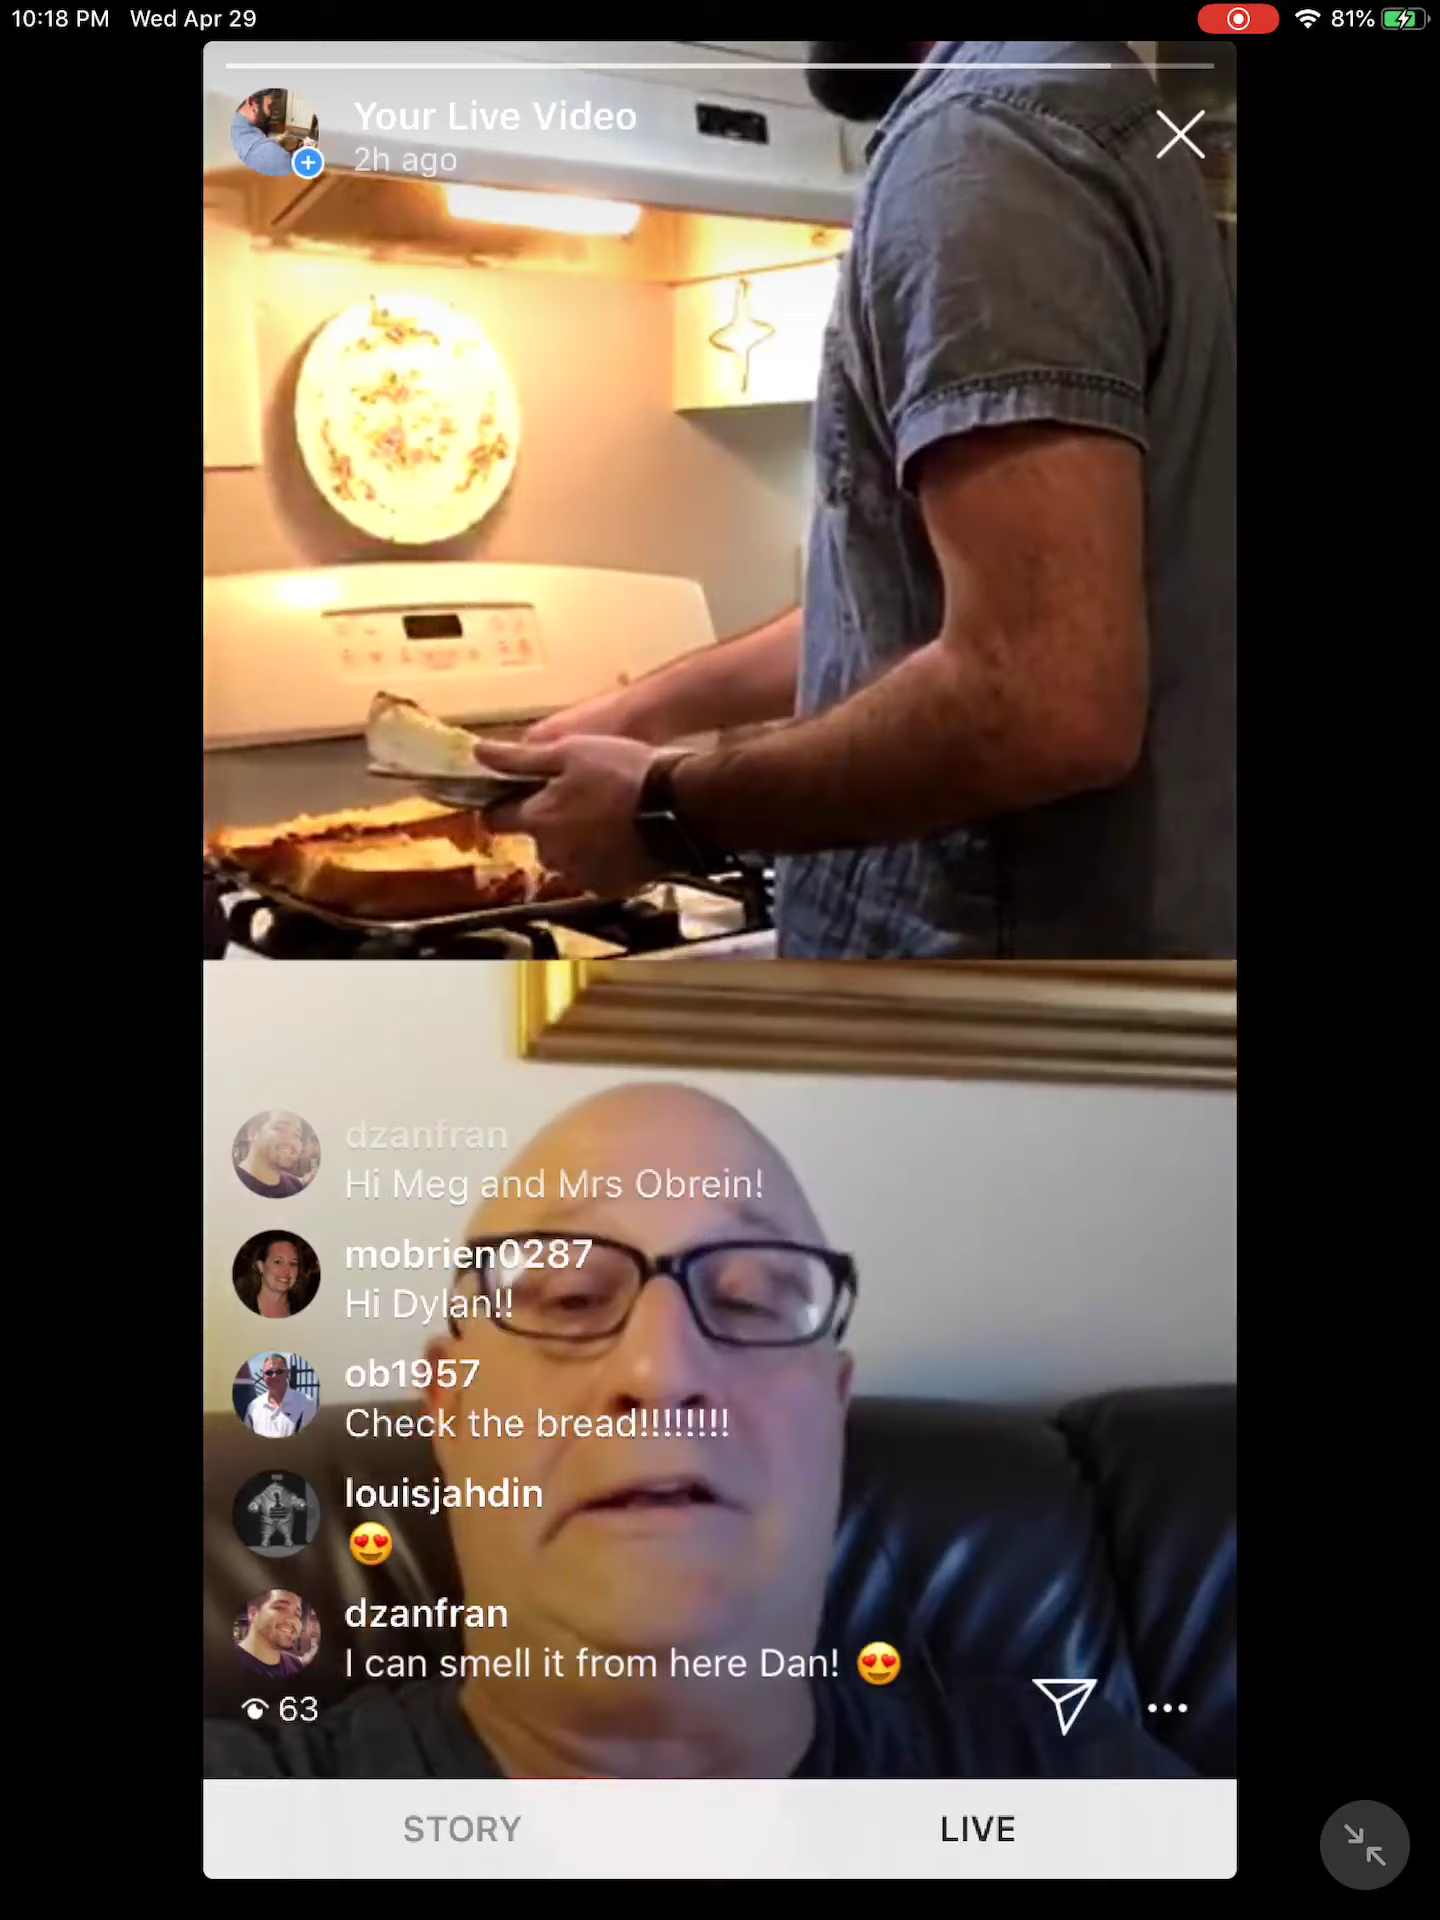 10:18 PM Wed Apr 29
81%
Your Live Video
2h ago
dzanfran
Hi Meg and Mrs Obrein!
mobrien0287
Hi Dylan!!
ob1957
Check the bread!!!!!!!!
louisjahdin
😍
dzanfran
I can smell it from here Dan! 😍
63
STORY LIVE